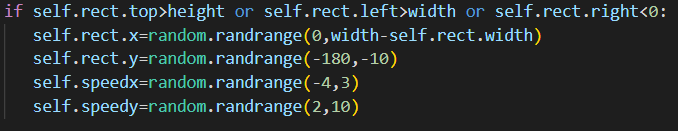 if self.rect.top>height or self.rect.left>width or self.rect.right<0:
self.rect.x=random.randrange(0,width-self.rect.width)
self.rect.y=random.randrange(-180,-10)
self.speedx=random.randrange(-4,3)
self.speedy=random.randrange(2,10)